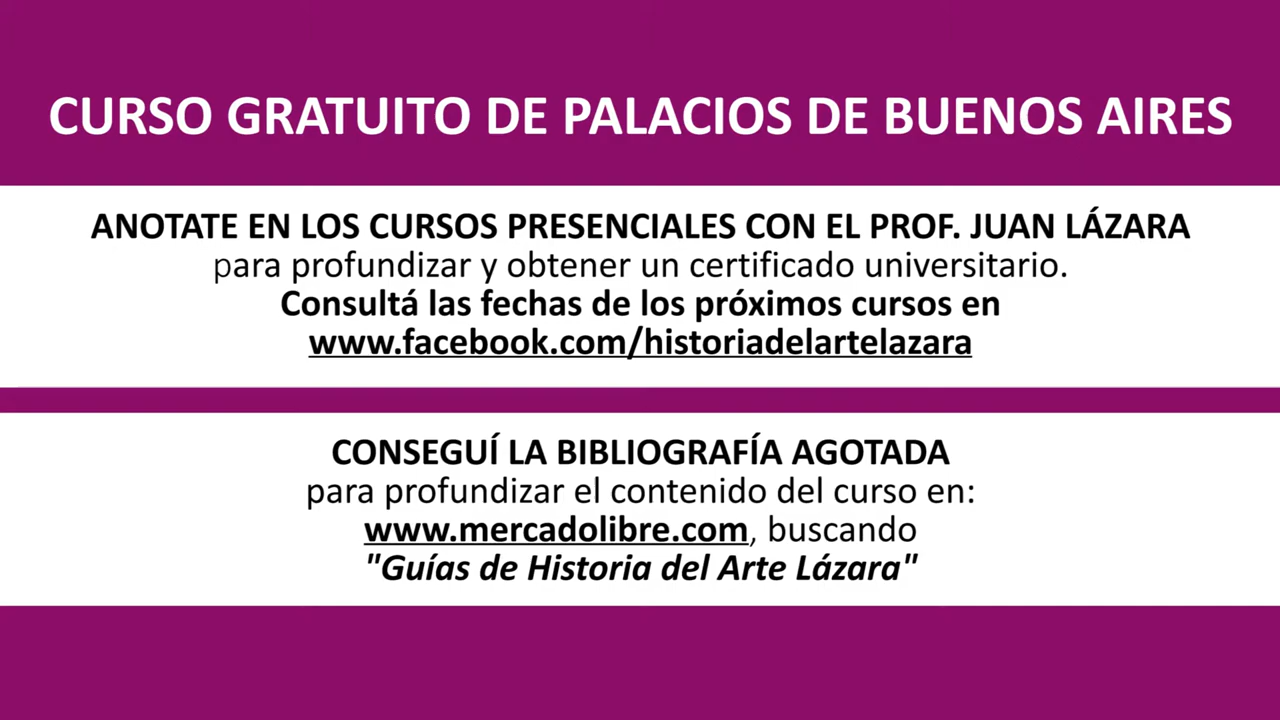 CURSO GRATUITO DE PALACIOS DE BUENOS AIRES
ANOTATE EN LOS CURSOS PRESENCIALES CON EL PROF. JUAN LÁZARA
para profundizar y obtener un certificado universitario.
Consultá las fechas de los próximos cursos en
www.facebook.com/historiadelartelazara
CONSEGUÍ LA BIBLIOGRAFÍA AGOTADA
para profundizar el contenido del curso en:
www.mercadolibre.com, buscando
"Guías de Historia del Arte Lázara"